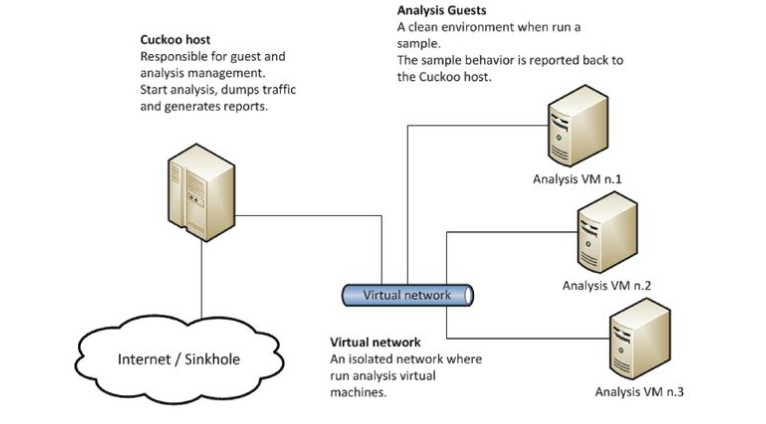 Cuckoo host
Responsible for guest and
analysis management.
Start analysis, dumps traffic
and generates reports.
Analysis Guests
A clean environment when run a
sample.
The sample behavior is reported back to
the Cuckoo host.
Analysis VM n.1
Analysis VM n.2
Virtual network
Virtual network
An isolated network where
run analysis virtual
machines.
Internet / Sinkhole
Analysis VM n.3